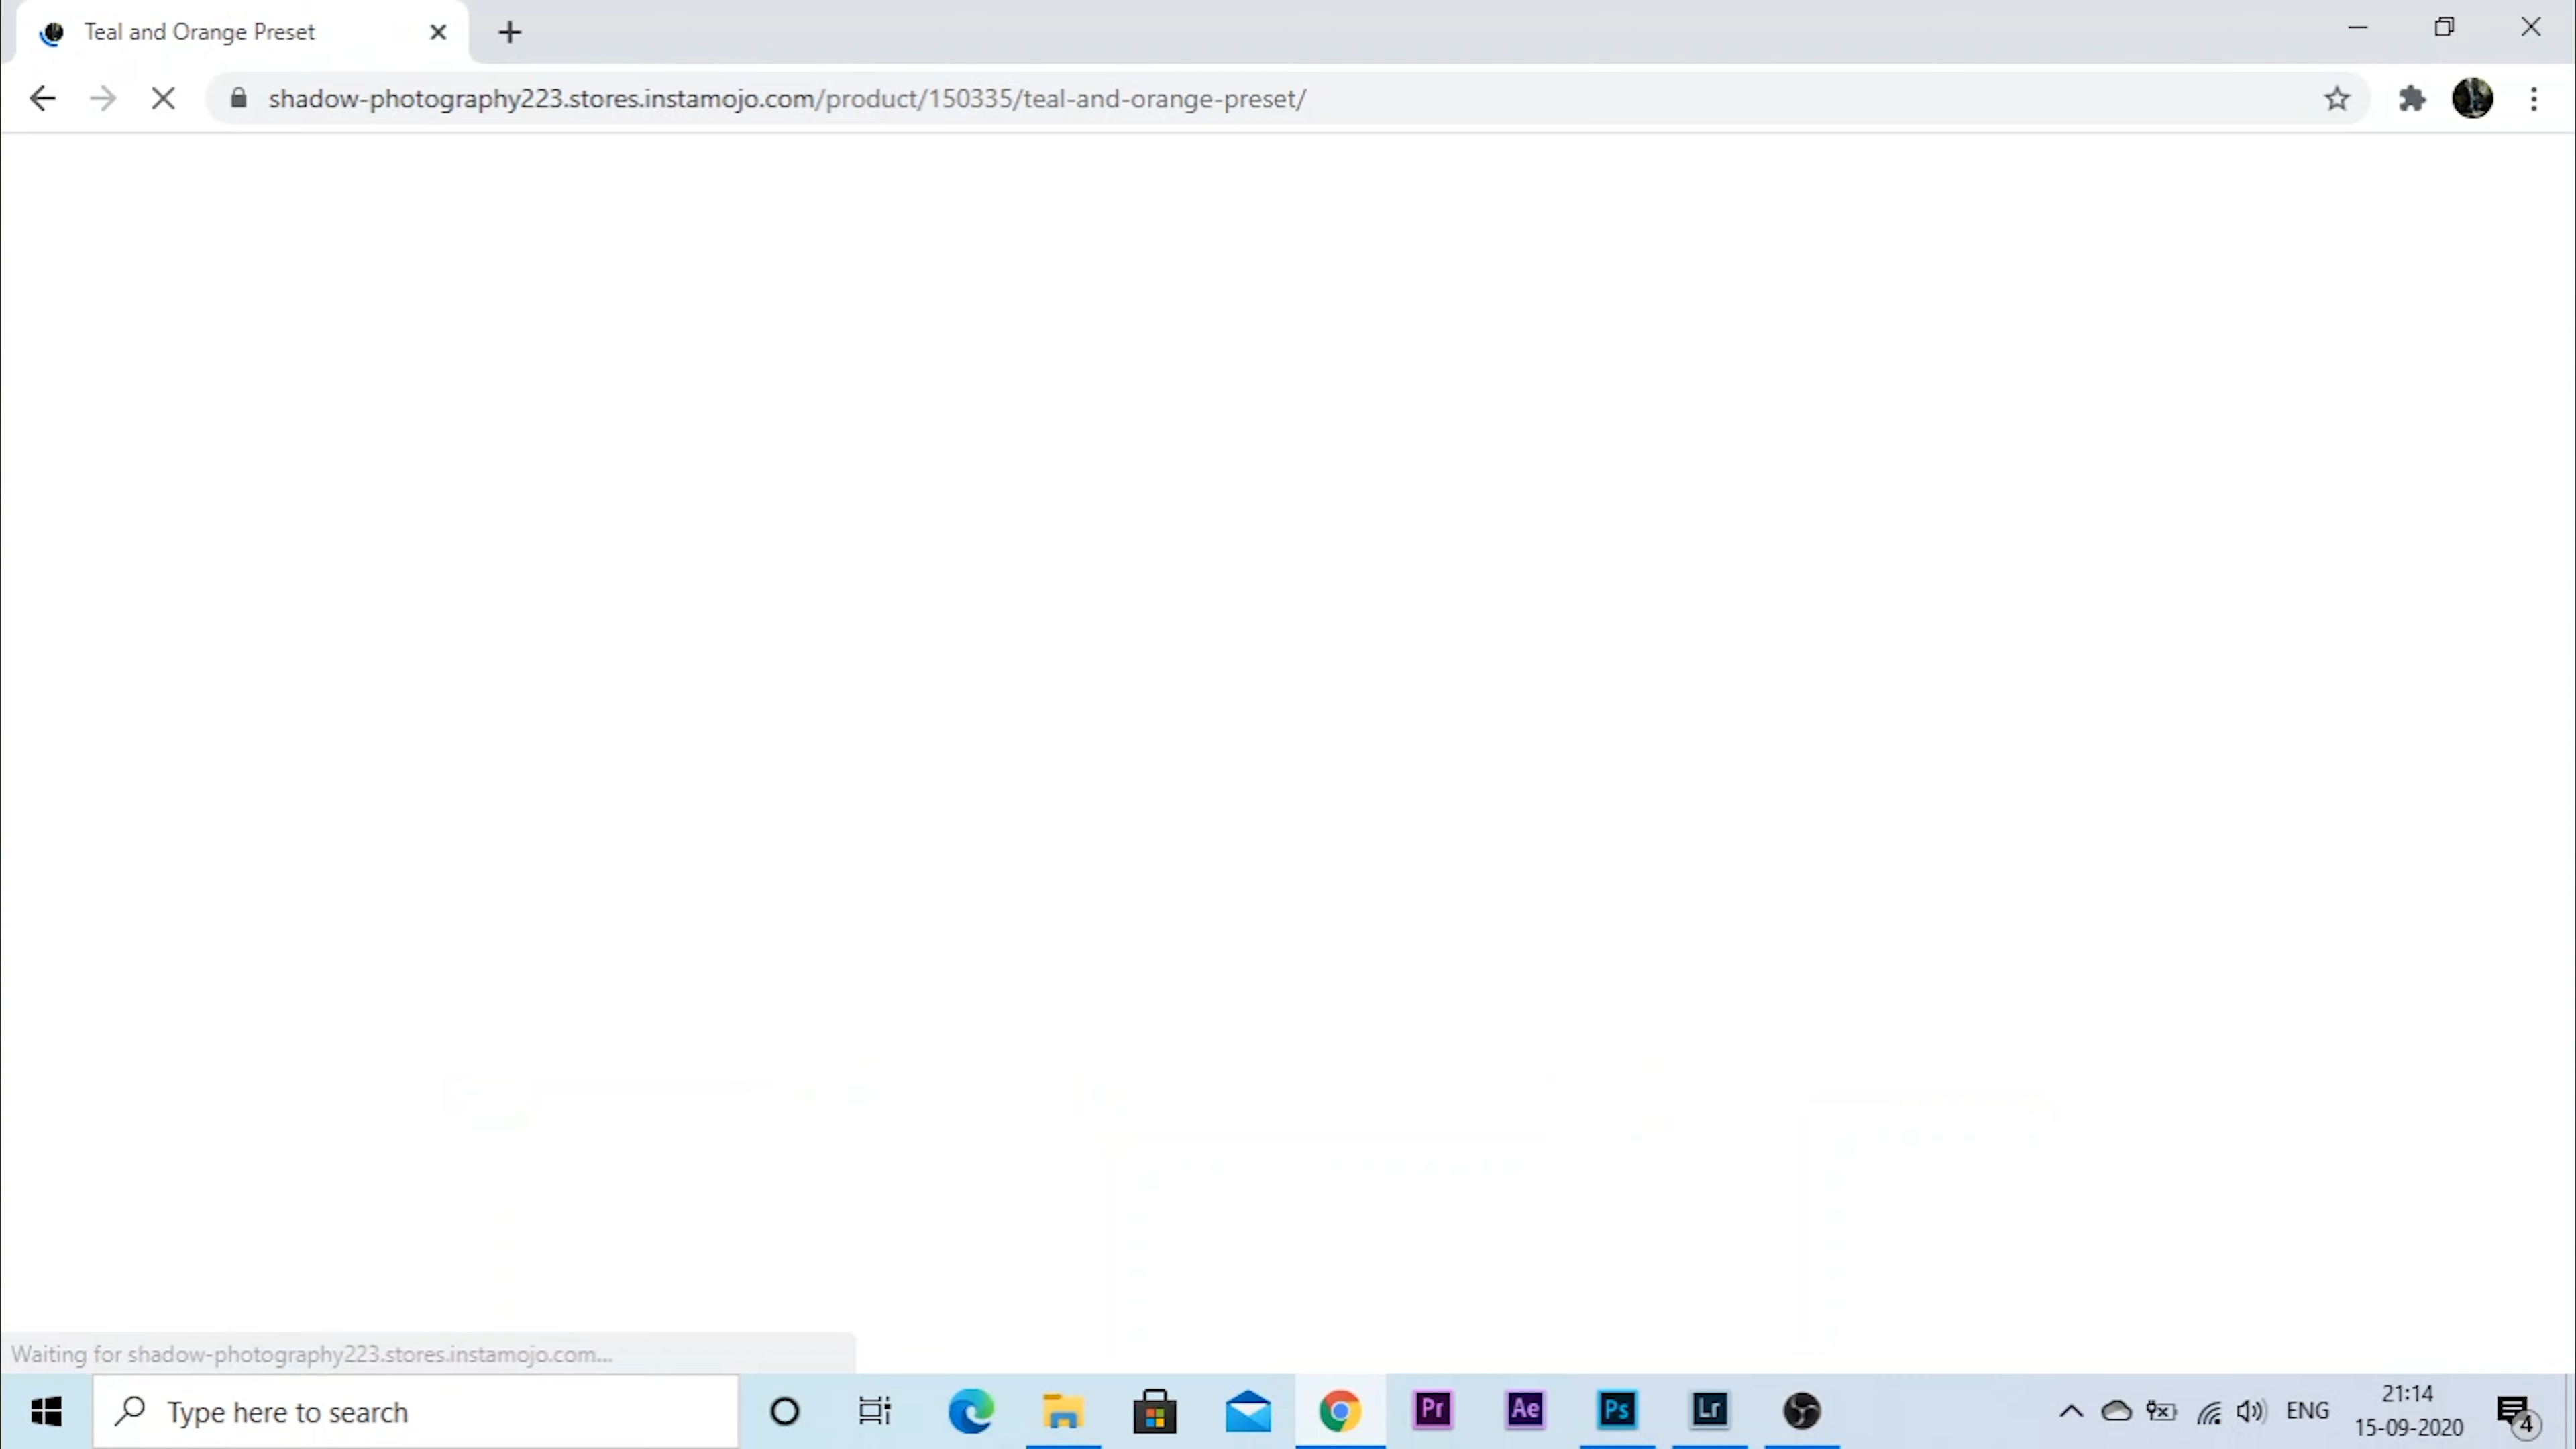 Teal and Orange Preset
shadow-photography223.stores.instamojo.com/product/150335/teal-and-orange-preset/
Waiting for shadow-photography223.stores.instamojo.com...
Type here to search
Pr
Ae
Ps
Lr
ENG
21:14
15-09-2020
4